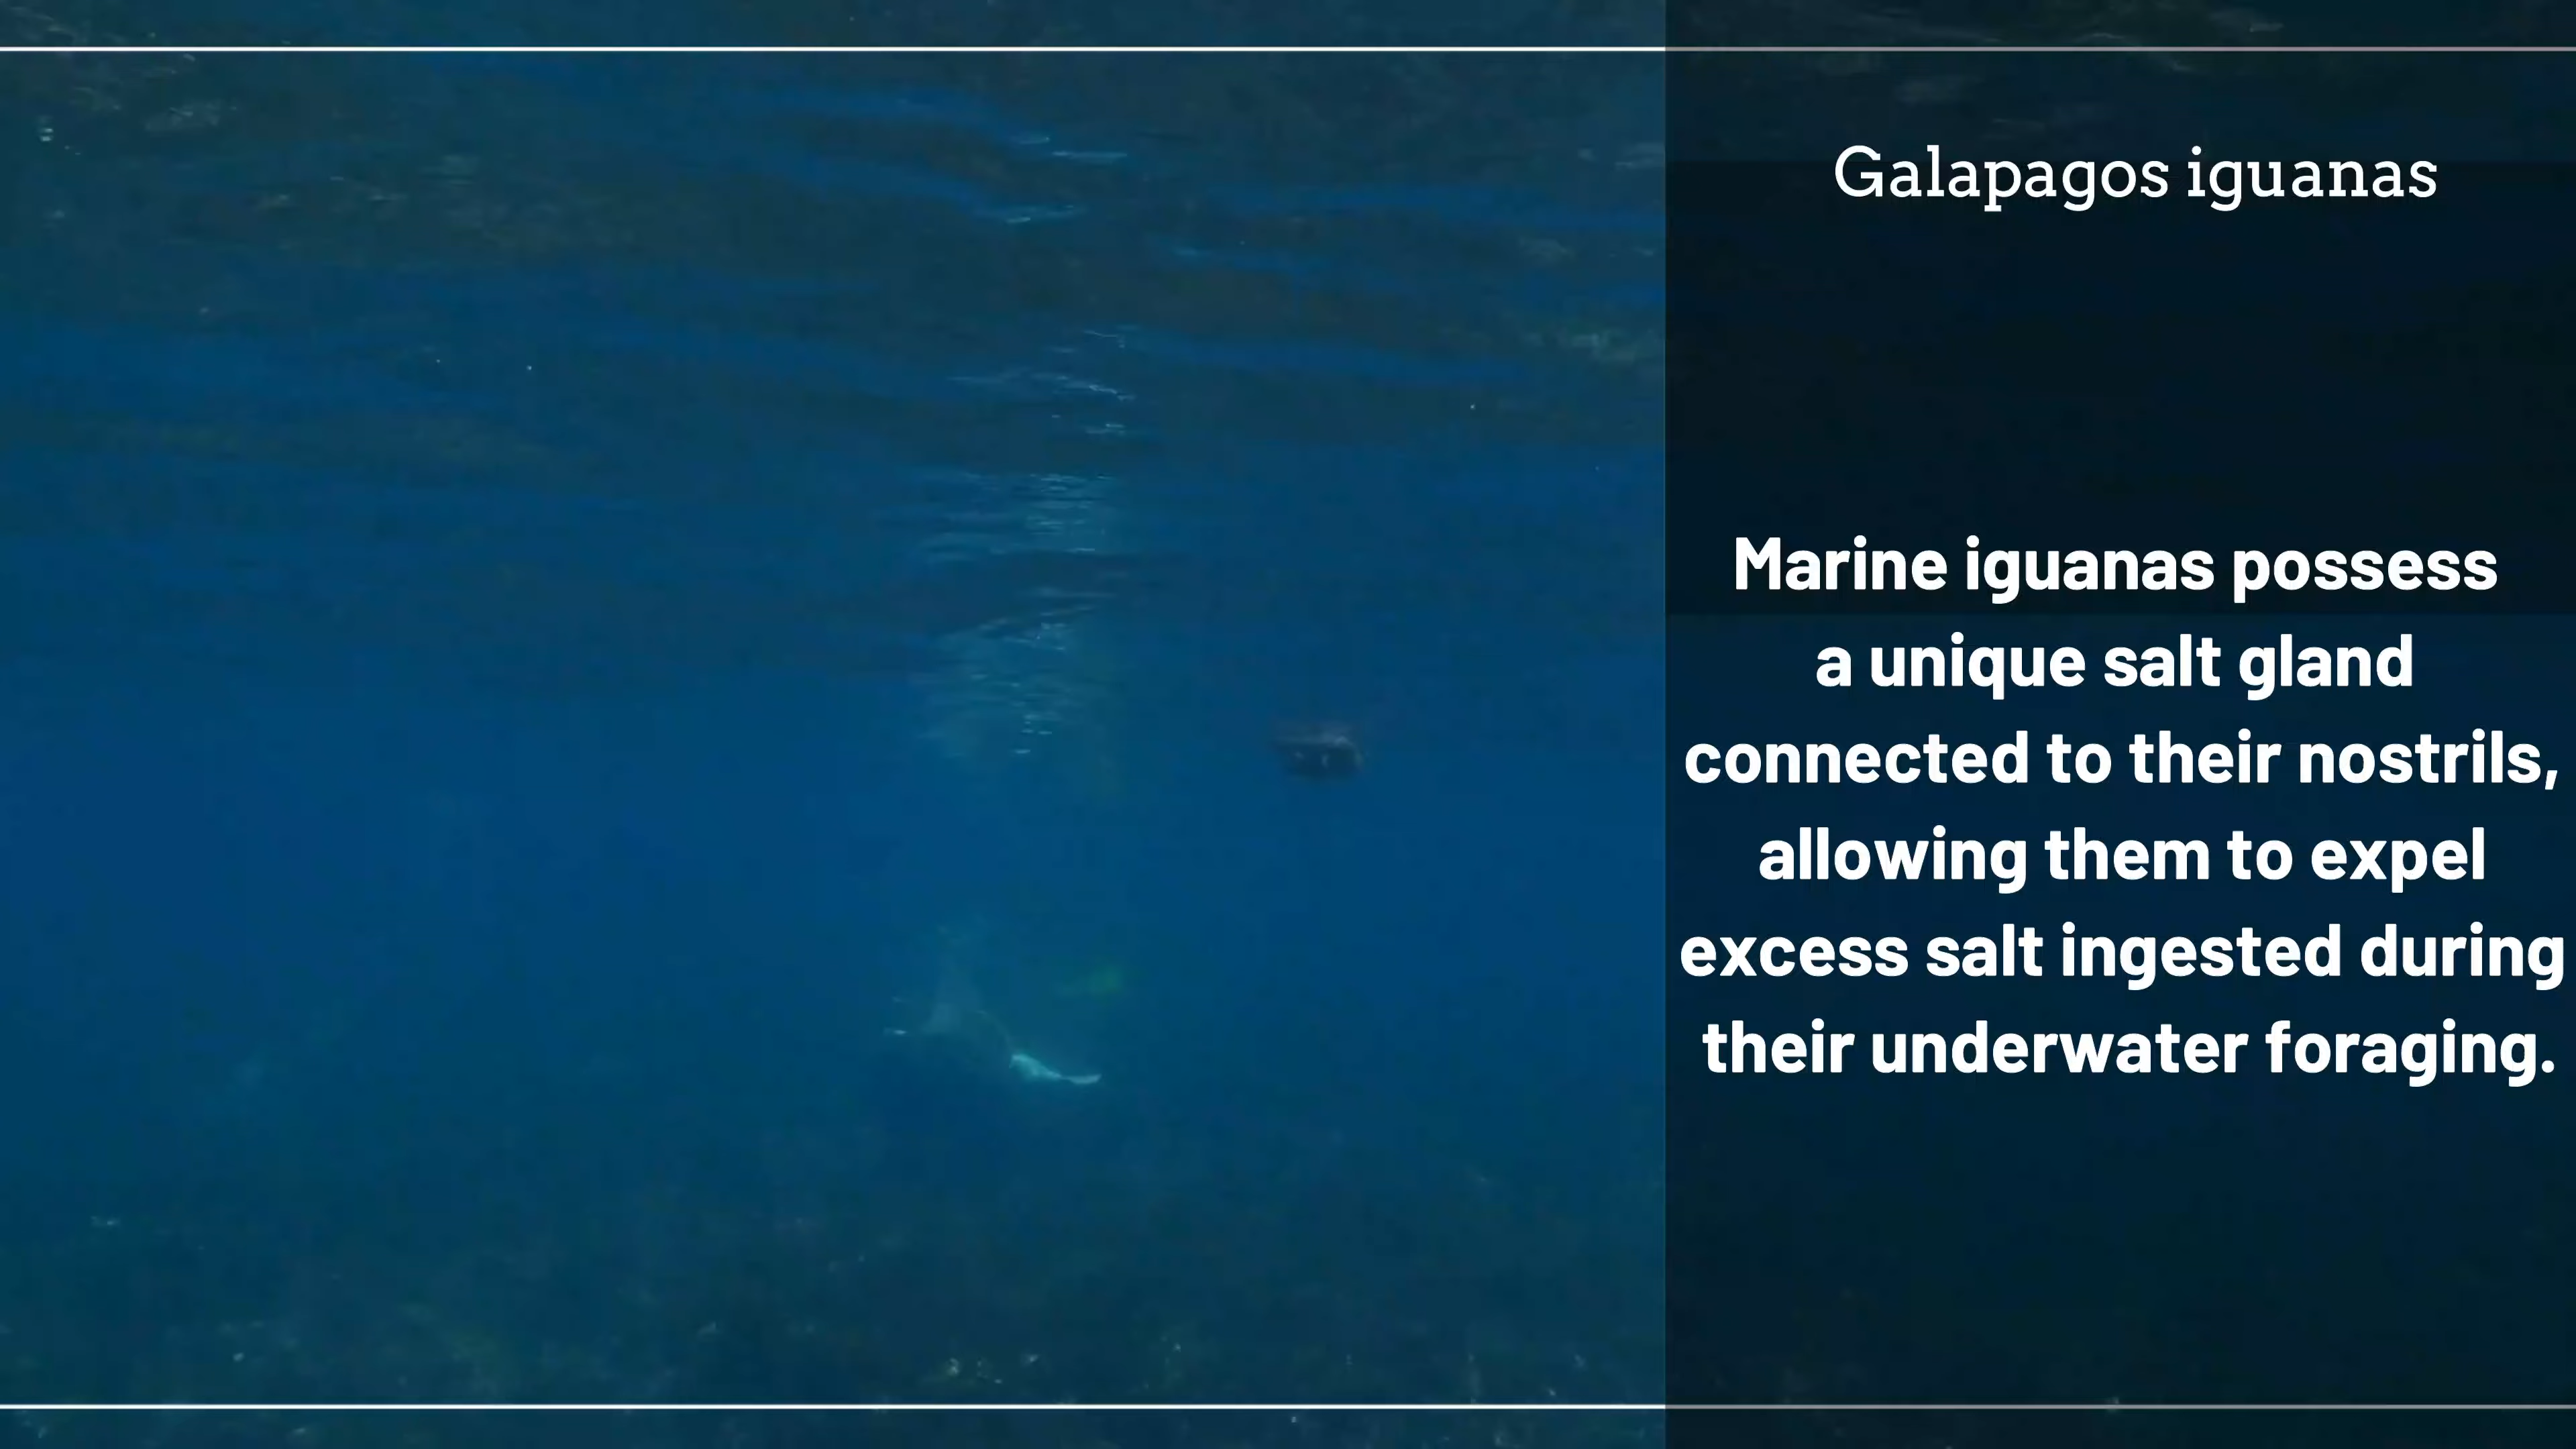 Galapagos iguanas
Marine iguanas possess
a unique salt gland
connected to their nostrils,
allowing them to expel
excess salt ingested during
their underwater foraging.